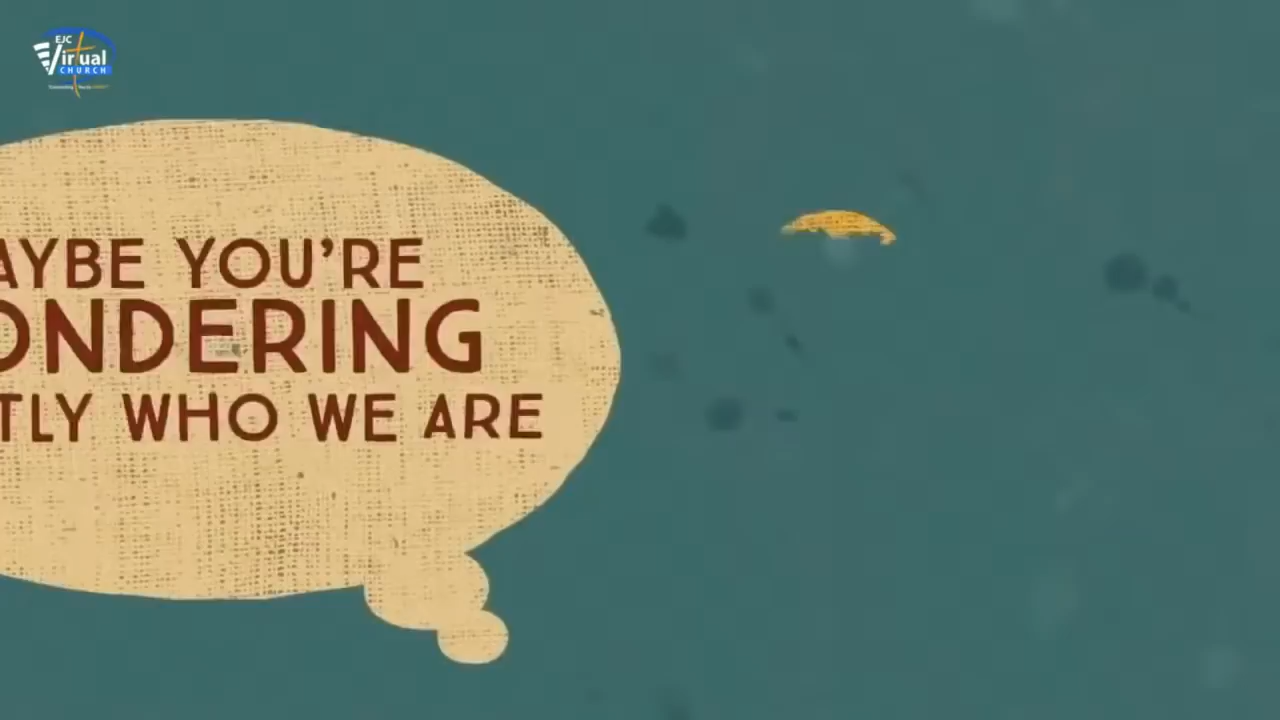 EJC
Virtual
CHURCH
AYBE YOU'RE
ONDERING
TLY WHO WE ARE